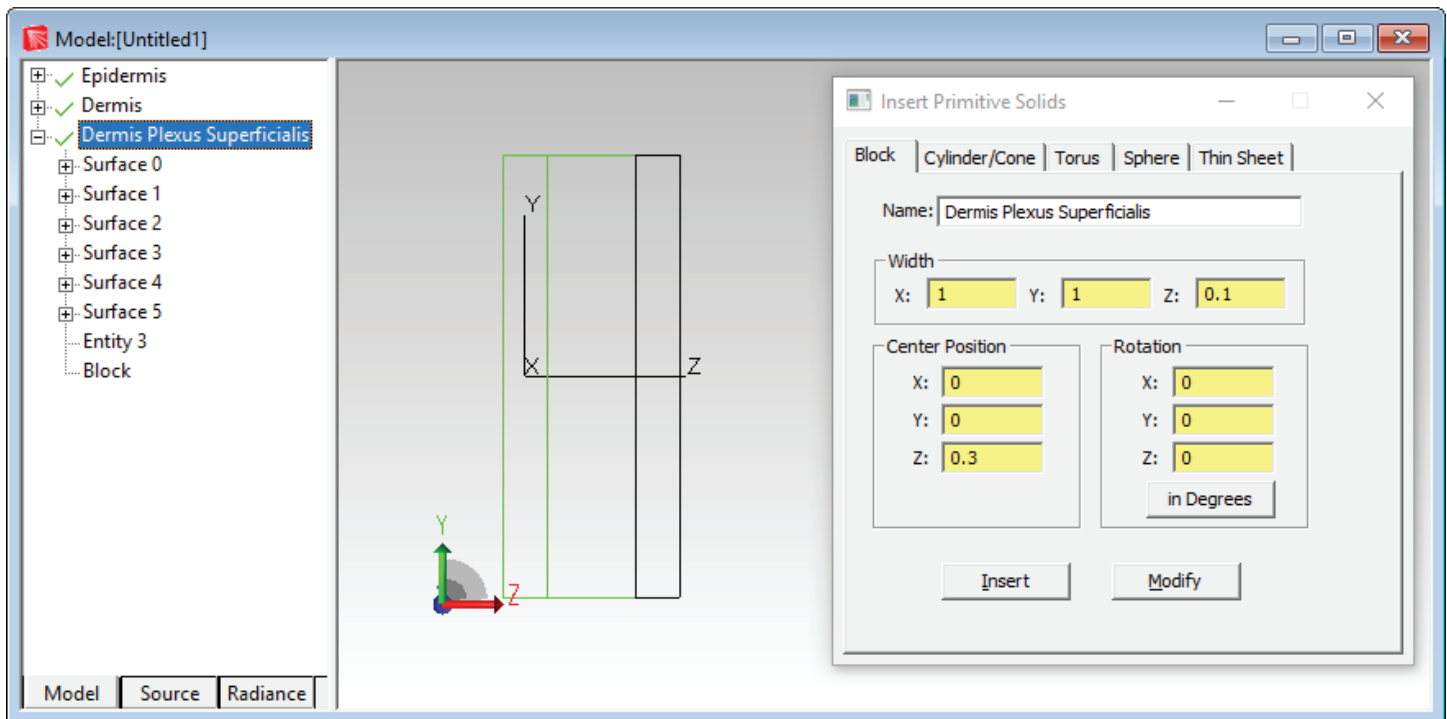 Model:[Untitled1]
Epidermis
Dermis
Dermis Plexus Superficialis
Surface 0
Surface 1
Surface 2
Surface 3
Surface 4
Surface 5
Entity 3
Block
Model Source Radiance
Y
X Z
Y
Z
Insert Primitive Solids
Block Cylinder/Cone Torus Sphere Thin Sheet
Name: Dermis Plexus Superficialis
Width
X: 1 Y: 1 Z: 0.1
Center Position
X: 0
Y: 0
Z: 0.3
Rotation
X: 0
Y: 0
Z: 0
in Degrees
Insert Modify